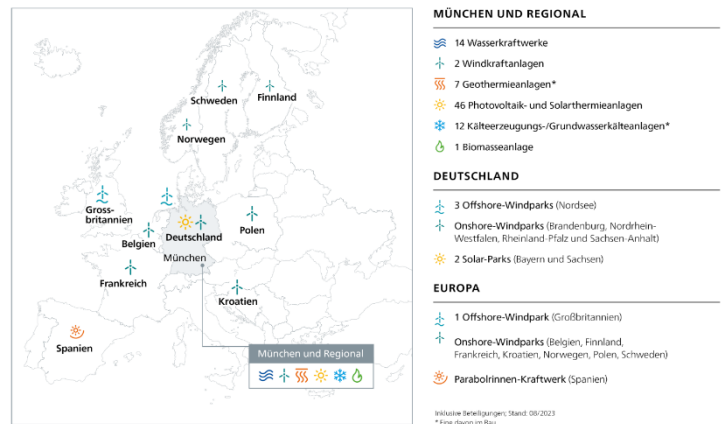 Schweden
Finnland
Norwegen
Gross-
britannien
Belgien
Deutschland
Polen
München
Frankreich
Kroatien
Spanien
München und Regional
MÜNCHEN UND REGIONAL
14 Wasserkraftwerke
2 Windkraftanlagen
7 Geothermieanlagen*
46 Photovoltaik- und Solarthermieanlagen
12 Kälteerzeugungs-/Grundwasserkälteanlagen*
1 Biomasseanlage
DEUTSCHLAND
3 Offshore-Windparks (Nordsee)
Onshore-Windparks (Brandenburg, Nordrhein-
Westfalen, Rheinland-Pfalz und Sachsen-Anhalt)
2 Solar-Parks (Bayern und Sachsen)
EUROPA
1 Offshore-Windpark (Großbritannien)
Onshore-Windparks (Belgien, Finnland,
Frankreich, Kroatien, Norwegen, Polen, Schweden)
Parabolrinnen-Kraftwerk (Spanien)
Inklusive Beteiligungen; Stand: 08/2023
* Eine davon im Bau